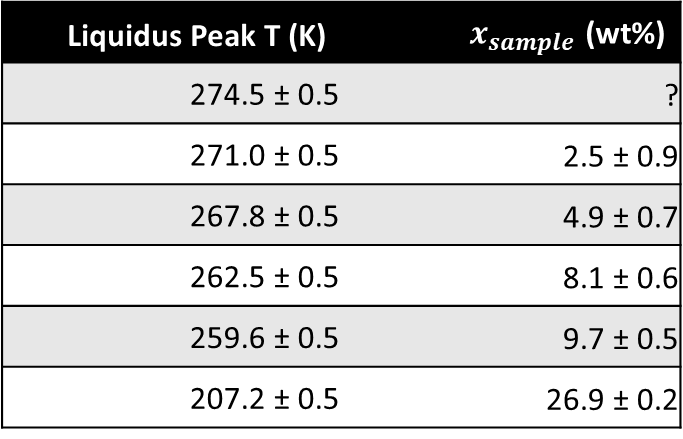 Liquidus Peak T (K) x_sample (wt%)
274.5 ± 0.5 ?
271.0 ± 0.5 2.5 ± 0.9
267.8 ± 0.5 4.9 ± 0.7
262.5 ± 0.5 8.1 ± 0.6
259.6 ± 0.5 9.7 ± 0.5
207.2 ± 0.5 26.9 ± 0.2